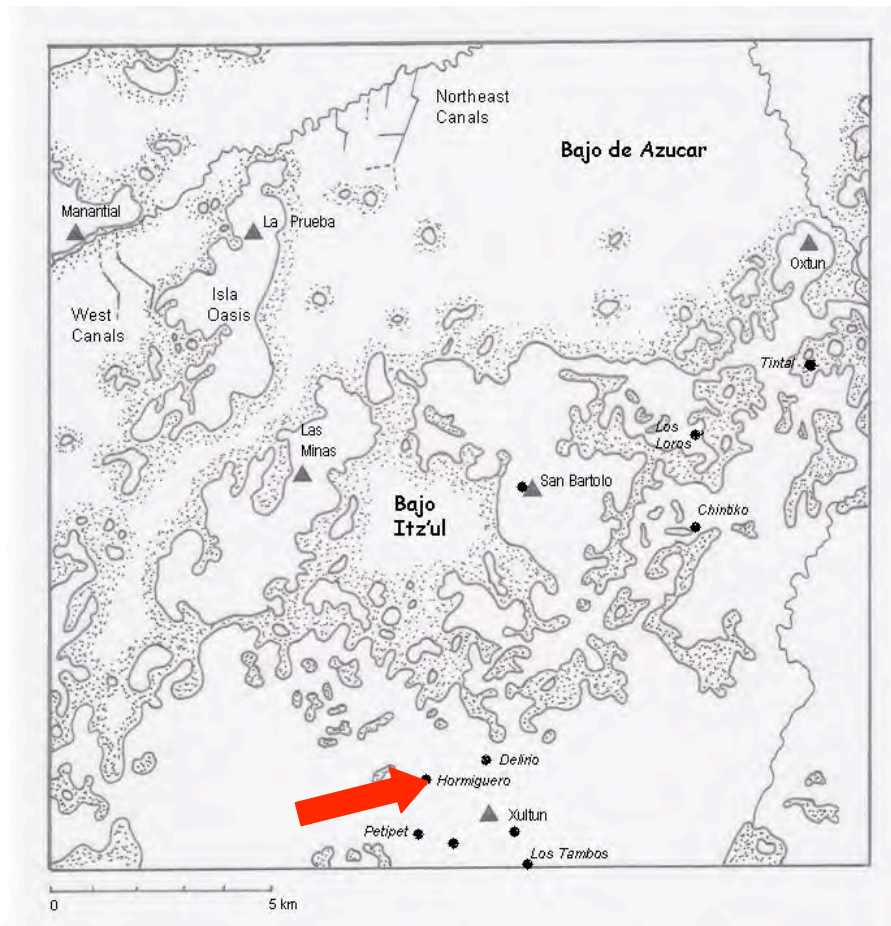 Northeast
Canals
Bajo de Azucar
Manantial
La Prueba
Oxtun
Isla
Oasis
West
Canals
Tintal
Las
Minas
Los
Loros
San Bartolo
Bajo
Itz'ul
Chintiko
Delirio
Hormiguero
Xultun
Petipet
Los Tambos
0 5 km